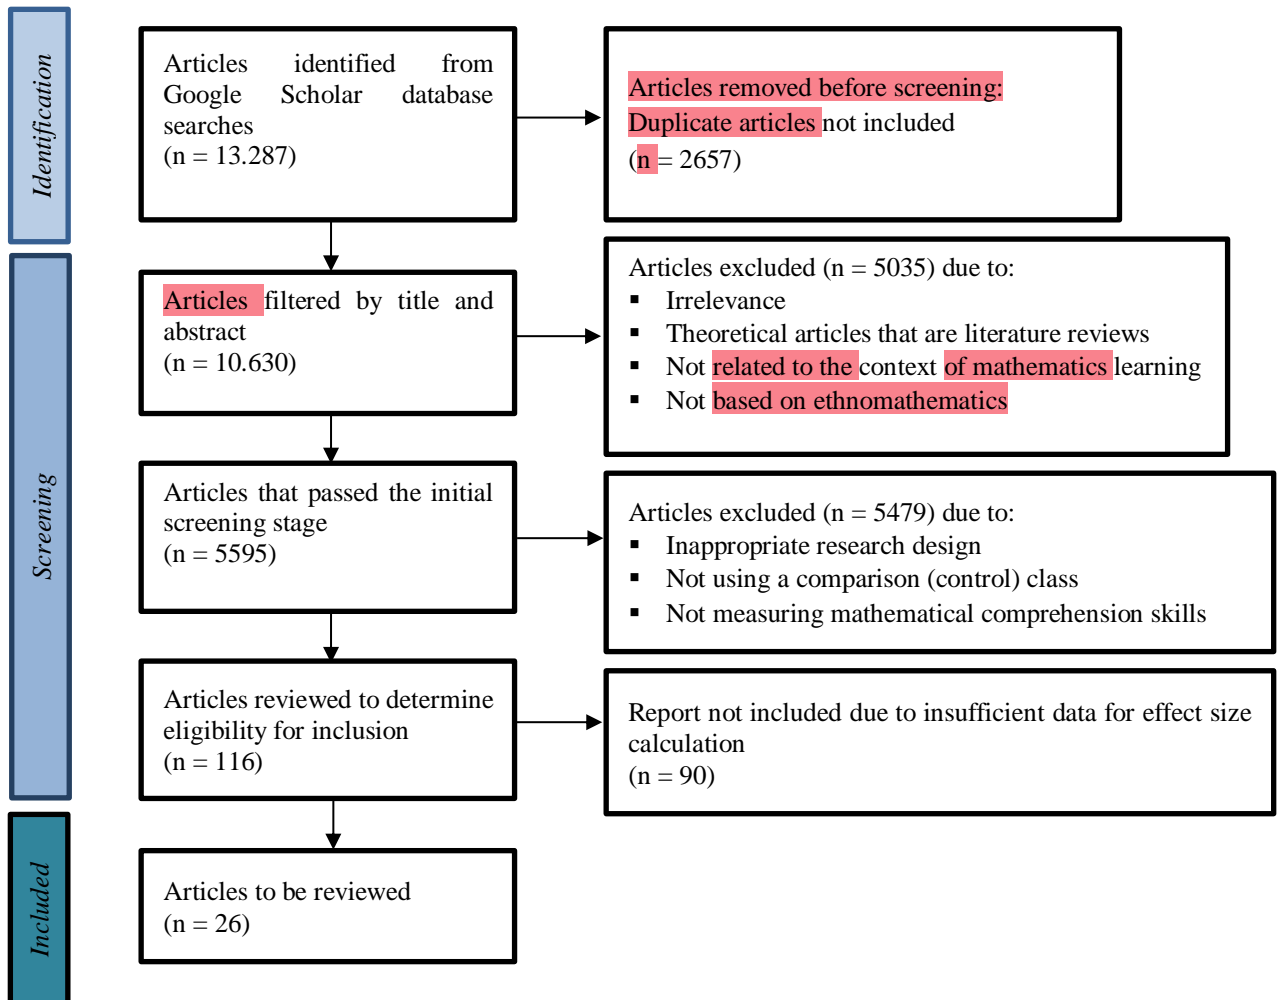 Identification
Articles identified from
Google Scholar database
searches
(n = 13.287)
Articles removed before screening:
Duplicate articles not included
(n = 2657)
Screening
Articles filtered by title and
abstract
(n = 10.630)
Articles excluded (n = 5035) due to:
▪ Irrelevance
▪ Theoretical articles that are literature reviews
▪ Not related to the context of mathematics learning
▪ Not based on ethnomathematics
Articles that passed the initial
screening stage
(n = 5595)
Articles excluded (n = 5479) due to:
▪ Inappropriate research design
▪ Not using a comparison (control) class
▪ Not measuring mathematical comprehension skills
Articles reviewed to determine
eligibility for inclusion
(n = 116)
Report not included due to insufficient data for effect size
calculation
(n = 90)
Included
Articles to be reviewed
(n = 26)